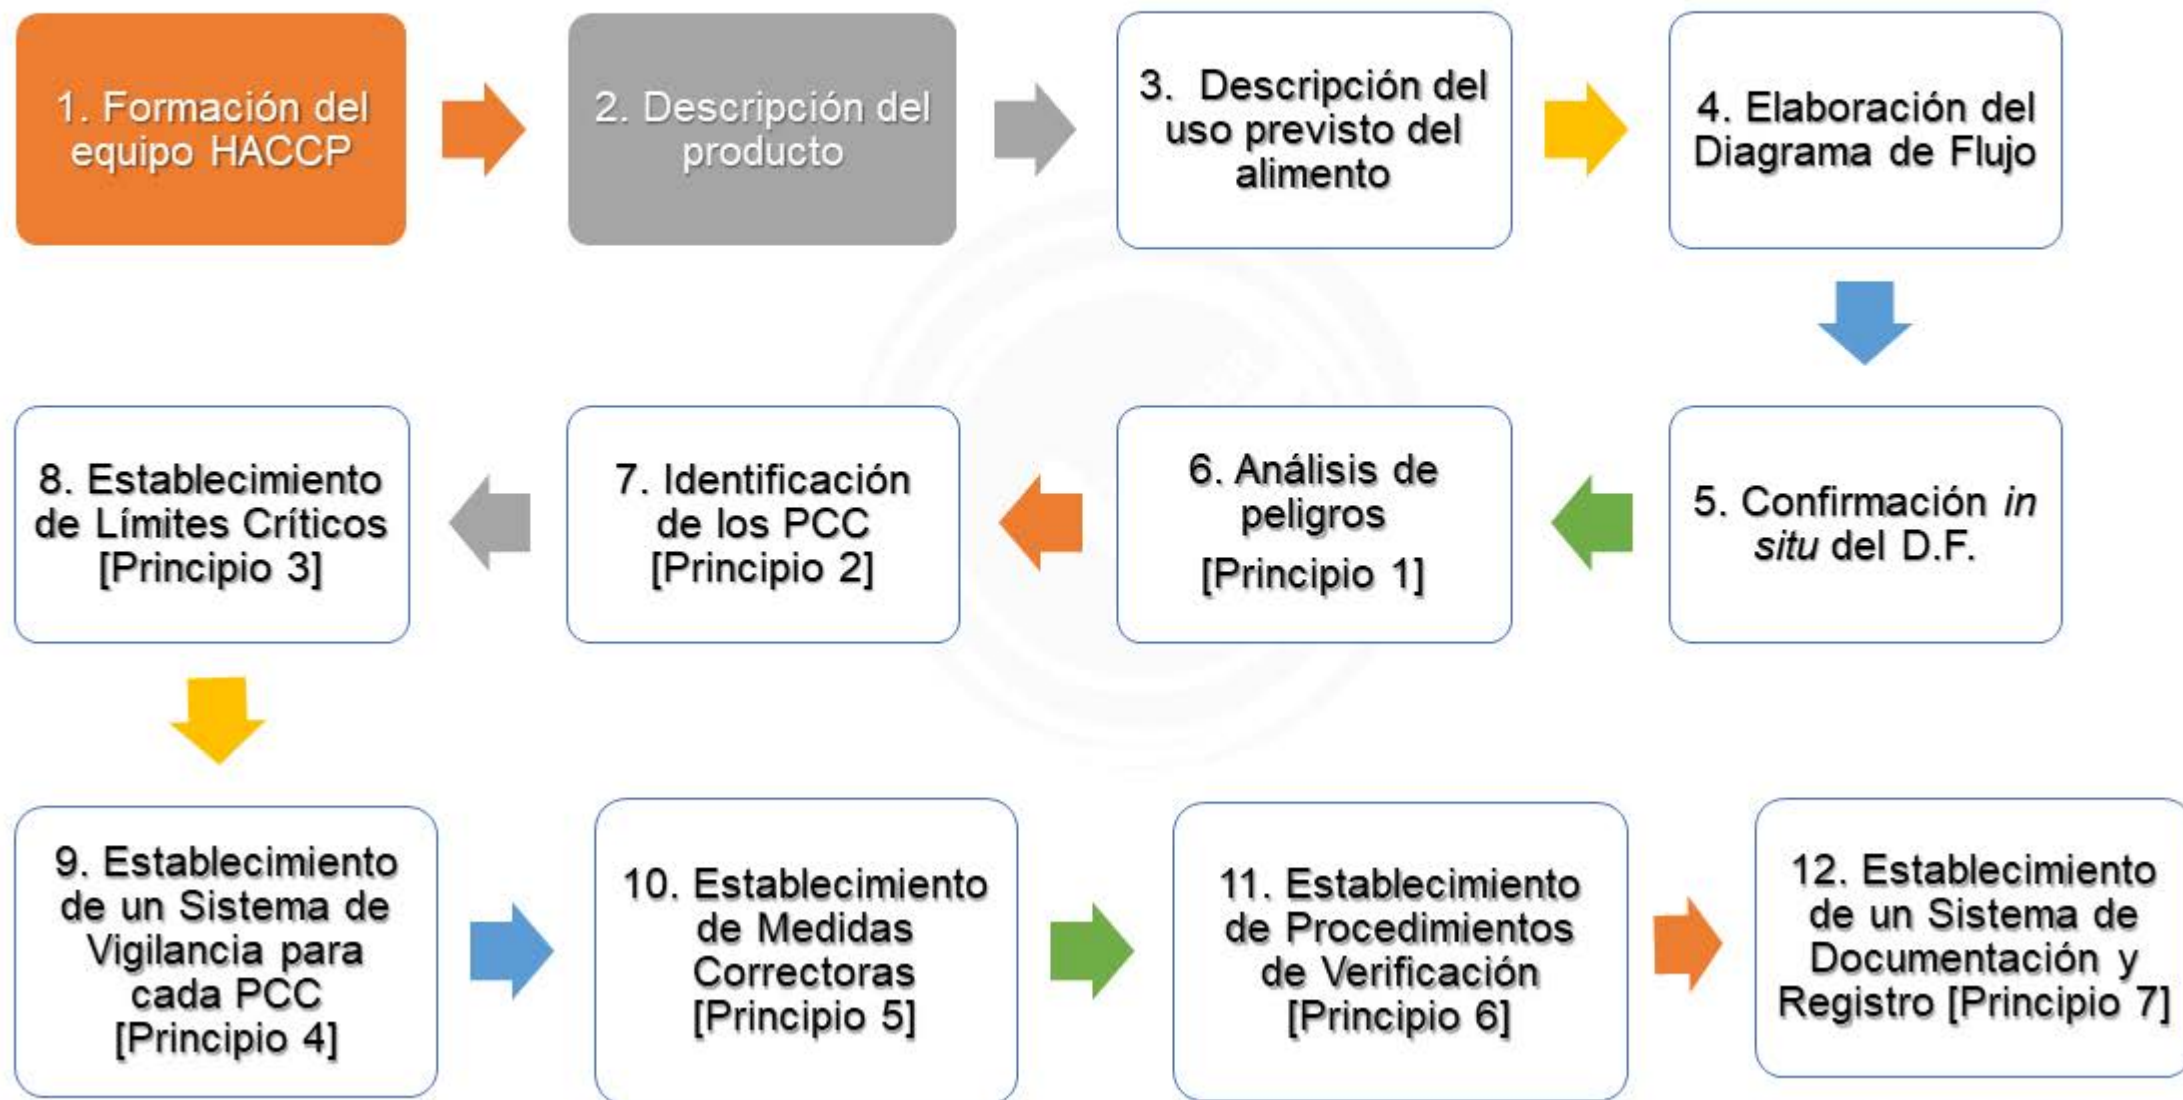 1. Formación del
equipo HACCP
2. Descripción del
producto
3. Descripción del
uso previsto del
alimento
4. Elaboración del
Diagrama de Flujo
5. Confirmación in
situ del D.F.
6. Análisis de
peligros
[Principio 1]
7. Identificación
de los PCC
[Principio 2]
8. Establecimiento
de Límites Críticos
[Principio 3]
9. Establecimiento
de un Sistema de
Vigilancia para
cada PCC
[Principio 4]
10. Establecimiento
de Medidas
Correctoras
[Principio 5]
11. Establecimiento
de Procedimientos
de Verificación
[Principio 6]
12. Establecimiento
de un Sistema de
Documentación y
Registro [Principio 7]